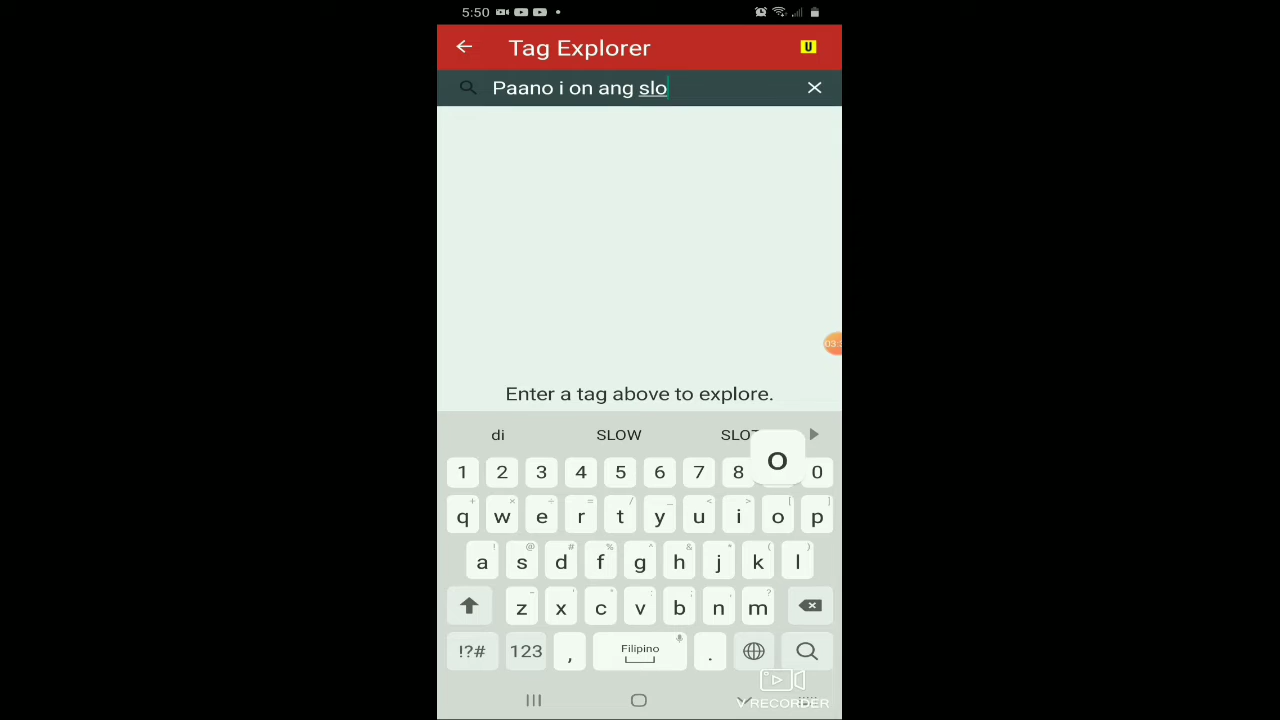 5:50
Tag Explorer
U
Paano i on ang slo
Enter a tag above to explore.
di SLOW
O
1 2 3 4 5 6 7 8 0
q w e r t y u i o p
a s d f g h j k l
z x c v b n m
!?# 123 , Filipino .
V RECORDER